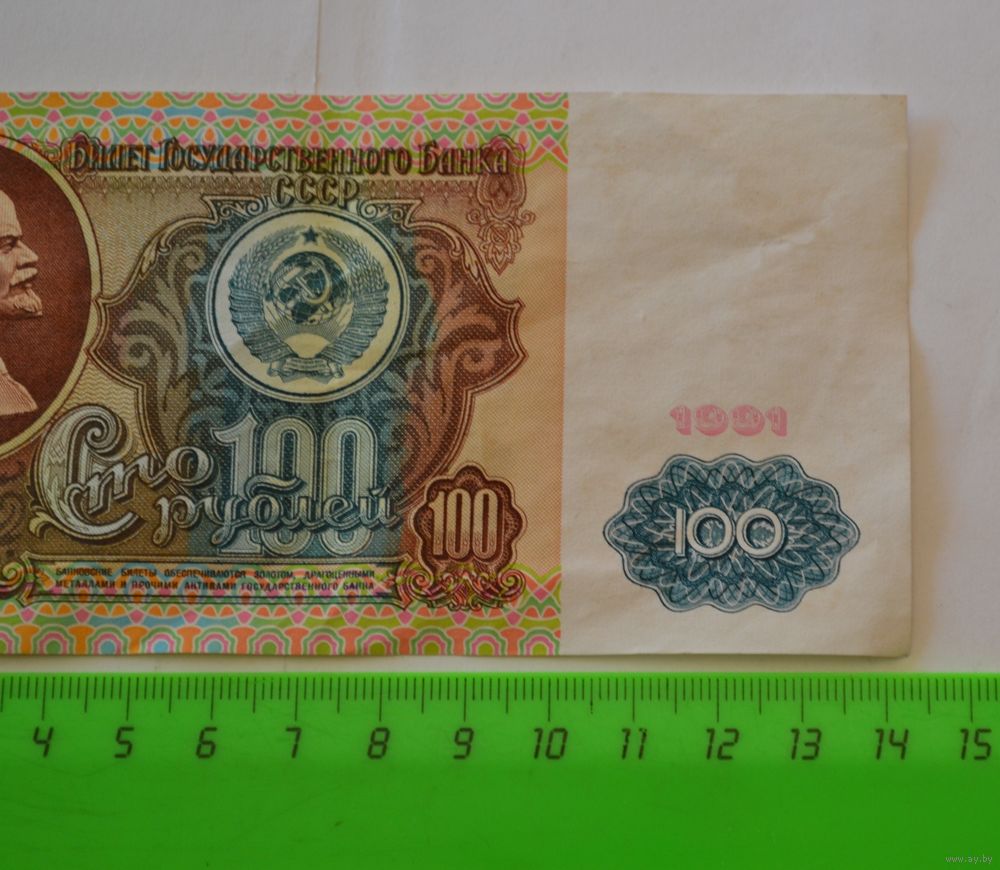 Билет Государственного Банка
СССР
1991
100
Сто рублей
100
100
БАНКОВСКИЕ БИЛЕТЫ ОБЕСПЕЧИВАЮТСЯ ЗОЛОТОМ, ДРАГОЦЕННЫМИ
МЕТАЛЛАМИ И ПРОЧИМИ АКТИВАМИ ГОСУДАРСТВЕННОГО БАНКА
4 5 6 7 8 9 10 11 12 13 14 15
www.ay.by